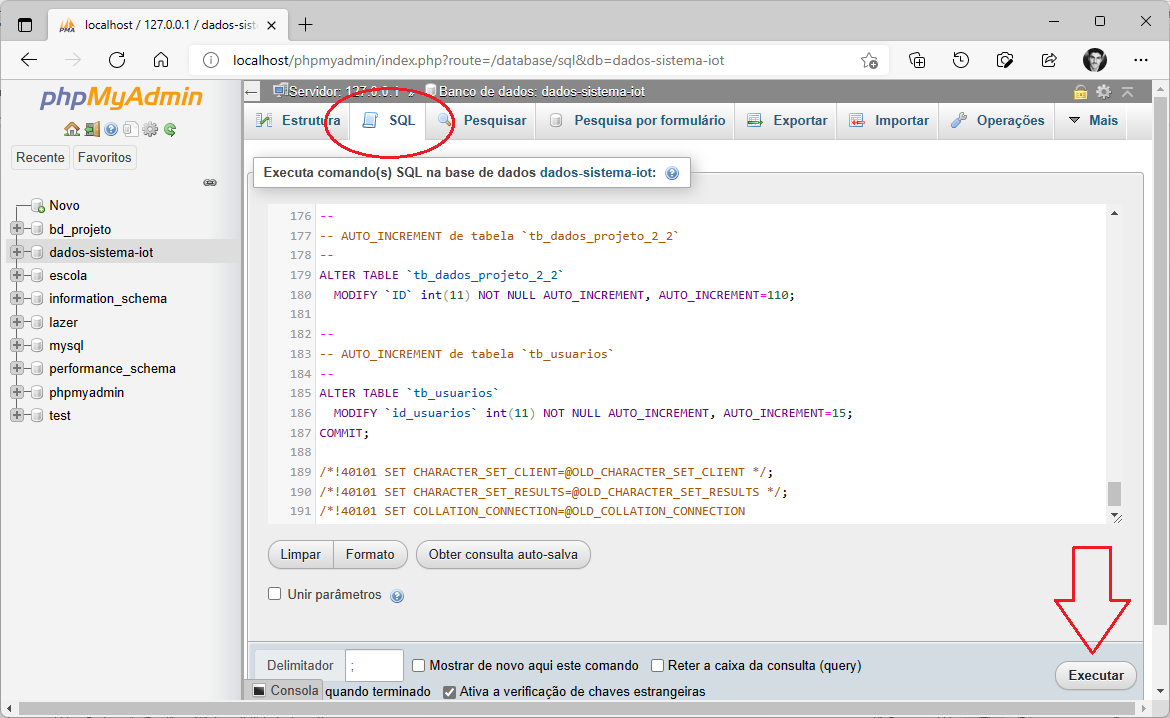 localhost / 127.0.0.1 / dados-sist
localhost/phpmyadmin/index.php?route=/database/sql&db=dados-sistema-iot
phpMyAdmin
Recente Favoritos
Novo
bd_projeto
dados-sistema-iot
escola
information_schema
lazer
mysql
performance_schema
phpmyadmin
test
Servidor: 127.0.0.1 » Banco de dados: dados-sistema-iot
Estrutura SQL Pesquisar Pesquisa por formulário Exportar Importar Operações Mais
Executa comando(s) SQL na base de dados dados-sistema-iot:
176 --
177 -- AUTO_INCREMENT de tabela `tb_dados_projeto_2_2`
178 --
179 ALTER TABLE `tb_dados_projeto_2_2`
180   MODIFY `ID` int(11) NOT NULL AUTO_INCREMENT, AUTO_INCREMENT=110;
181
182 --
183 -- AUTO_INCREMENT de tabela `tb_usuarios`
184 --
185 ALTER TABLE `tb_usuarios`
186   MODIFY `id_usuarios` int(11) NOT NULL AUTO_INCREMENT, AUTO_INCREMENT=15;
187 COMMIT;
188
189 /*!40101 SET CHARACTER_SET_CLIENT=@OLD_CHARACTER_SET_CLIENT */;
190 /*!40101 SET CHARACTER_SET_RESULTS=@OLD_CHARACTER_SET_RESULTS */;
191 /*!40101 SET COLLATION_CONNECTION=@OLD_COLLATION_CONNECTION
Limpar Formato Obter consulta auto-salva
Unir parâmetros
Delimitador ; Mostrar de novo aqui este comando Reter a caixa da consulta (query)
Executar
Consola quando terminado Ativa a verificação de chaves estrangeiras